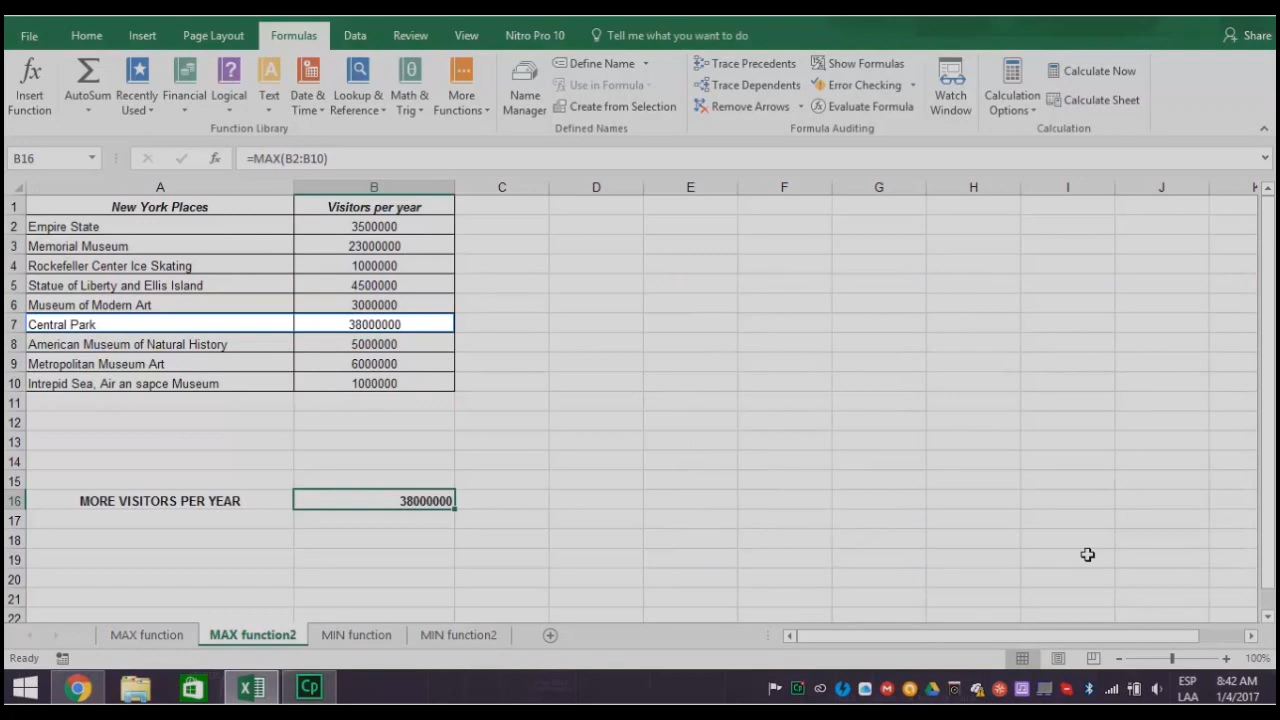 File Home Insert Page Layout Formulas Data Review View Nitro Pro 10 Tell me what you want to do Share
Insert Function
AutoSum
Recently Used
Financial
Logical
Text
Date & Time
Lookup & Reference
Math & Trig
More Functions
Function Library
Name Manager
Define Name
Use in Formula
Create from Selection
Defined Names
Trace Precedents
Trace Dependents
Remove Arrows
Show Formulas
Error Checking
Evaluate Formula
Formula Auditing
Watch Window
Calculation Options
Calculate Now
Calculate Sheet
Calculation
B16 fx =MAX(B2:B10)
A B C D E F G H I J K
1 New York Places Visitors per year
2 Empire State 3500000
3 Memorial Museum 23000000
4 Rockefeller Center Ice Skating 1000000
5 Statue of Liberty and Ellis Island 4500000
6 Museum of Modern Art 3000000
7 Central Park 38000000
8 American Museum of Natural History 5000000
9 Metropolitan Museum Art 6000000
10 Intrepid Sea, Air an sapce Museum 1000000
11
12
13
14
15
16 MORE VISITORS PER YEAR 38000000
17
18
19
20
21
22
MAX function MAX function2 MIN function MIN function2
Ready 100%
Cp ESP 8:42 AM
LAA 1/4/2017